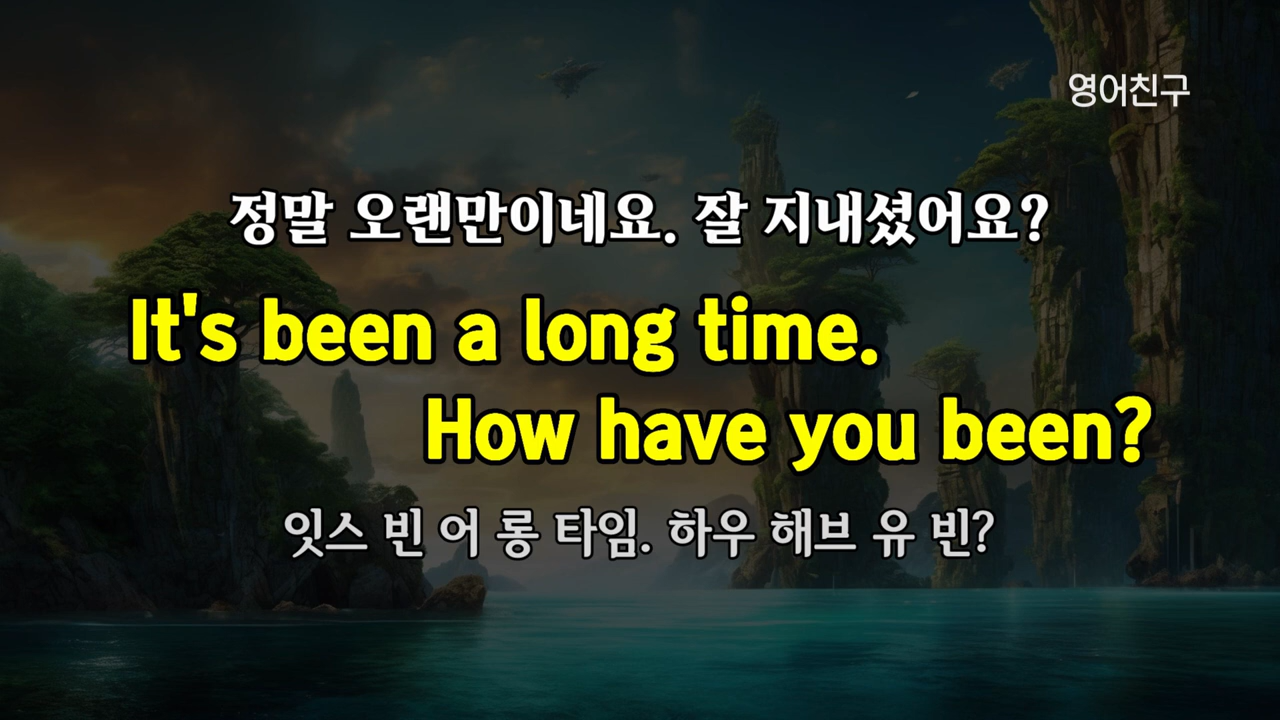 영어친구
정말 오랜만이네요. 잘 지내셨어요?
It's been a long time.
How have you been?
잇스 빈 어 롱 타임. 하우 해브 유 빈?